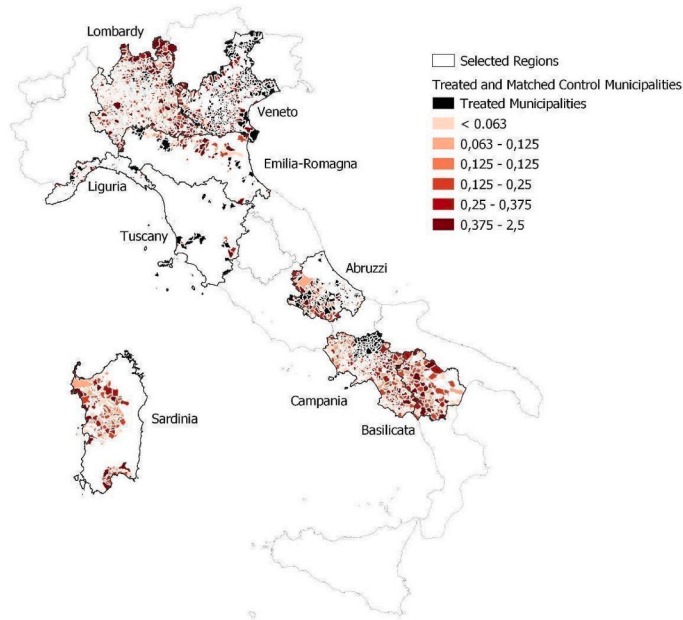 Lombardy
Selected Regions
Treated and Matched Control Municipalities
Treated Municipalities
< 0.063
0,063 - 0,125
0,125 - 0,125
0,125 - 0,25
0,25 - 0,375
0,375 - 2,5
Veneto
Emilia-Romagna
Liguria
Tuscany
Abruzzi
Campania
Sardinia
Basilicata